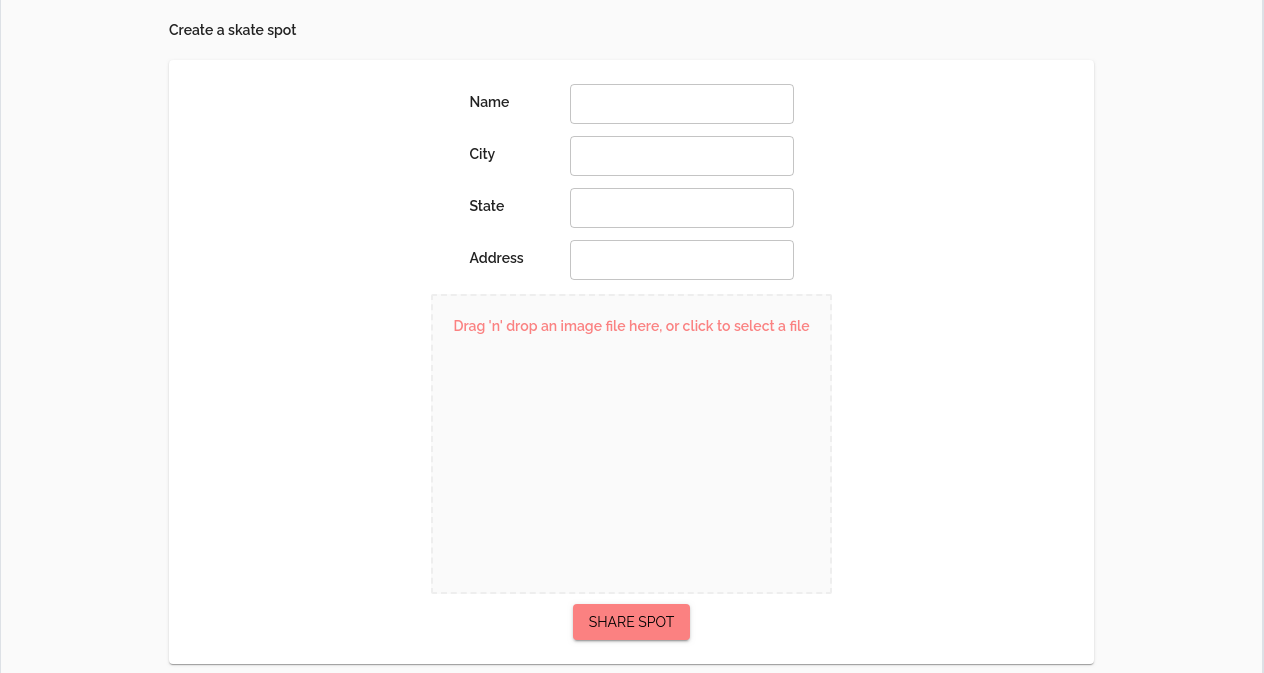 Create a skate spot
Name
City
State
Address
Drag 'n' drop an image file here, or click to select a file
SHARE SPOT